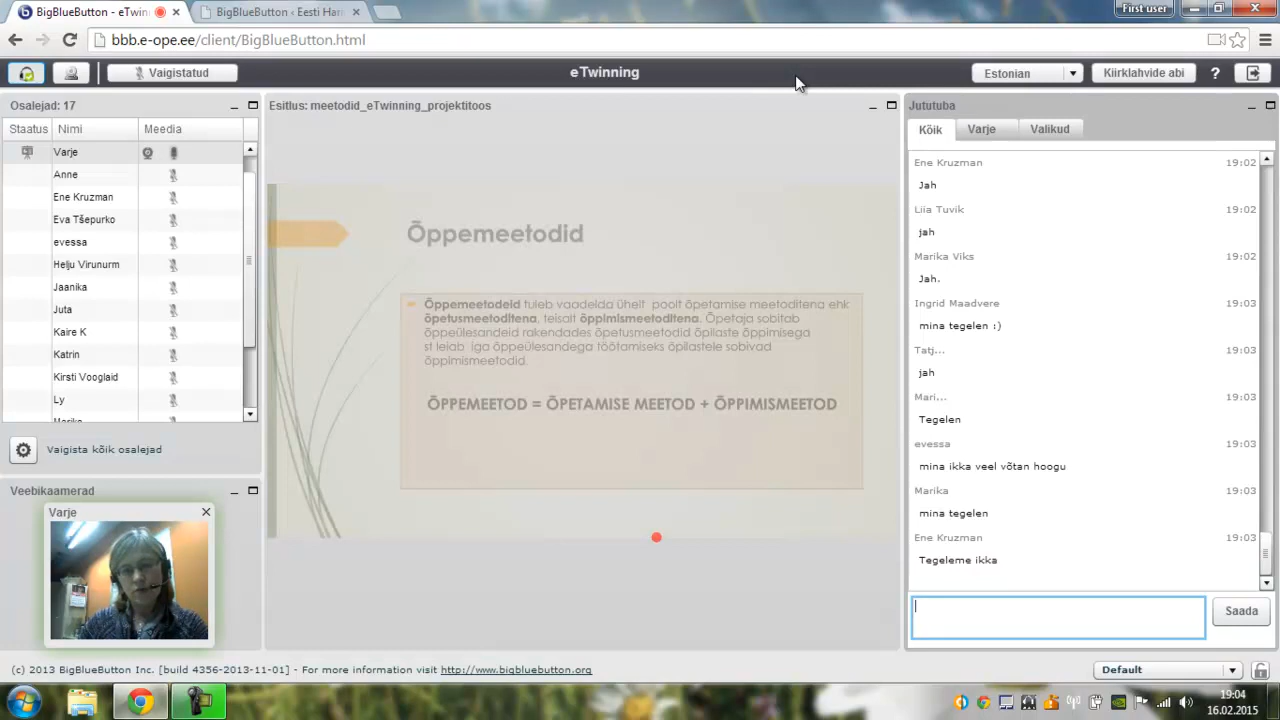 BigBlueButton - eTwin
BigBlueButton ‹ Eesti Hari
First user
bbb.e-ope.ee/client/BigBlueButton.html
Vaigistatud
eTwinning
Estonian
Kiirklahvide abi
?
Osalejad: 17
Staatus Nimi Meedia
Varje
Anne
Ene Kruzman
Eva Tšepurko
evessa
Helju Virunurm
Jaanika
Juta
Kaire K
Katrin
Kirsti Vooglaid
Ly
Marika
Vaigista kõik osalejad
Veebikaamerad
Varje
Esitlus: meetodid_eTwinning_projektitoos
Õppemeetodid
Õppemeetodeid tuleb vaadelda ühelt poolt õpetamise meetoditena ehk
õpetusmeetoditena, teisalt õppimismeetoditena. Õpetaja sobitab
õppeülesandeid rakendades õpetusmeetodid õpilaste õppimisega
st leiab iga õppeülesandega töötamiseks õpilastele sobivad
õppimismeetodid.
ÕPPEMEETOD = ÕPETAMISE MEETOD + ÕPPIMISMEETOD
Jututuba
Kõik Varje Valikud
Ene Kruzman 19:02
Jah
Liia Tuvik 19:02
jah
Marika Viks 19:02
Jah.
Ingrid Maadvere 19:03
mina tegelen :)
Tatj... 19:03
jah
Mari... 19:03
Tegelen
evessa 19:03
mina ikka veel võtan hoogu
Marika 19:03
mina tegelen
Ene Kruzman 19:03
Tegeleme ikka
Saada
(c) 2013 BigBlueButton Inc. [build 4356-2013-11-01] - For more information visit http://www.bigbluebutton.org
Default
19:04
16.02.2015